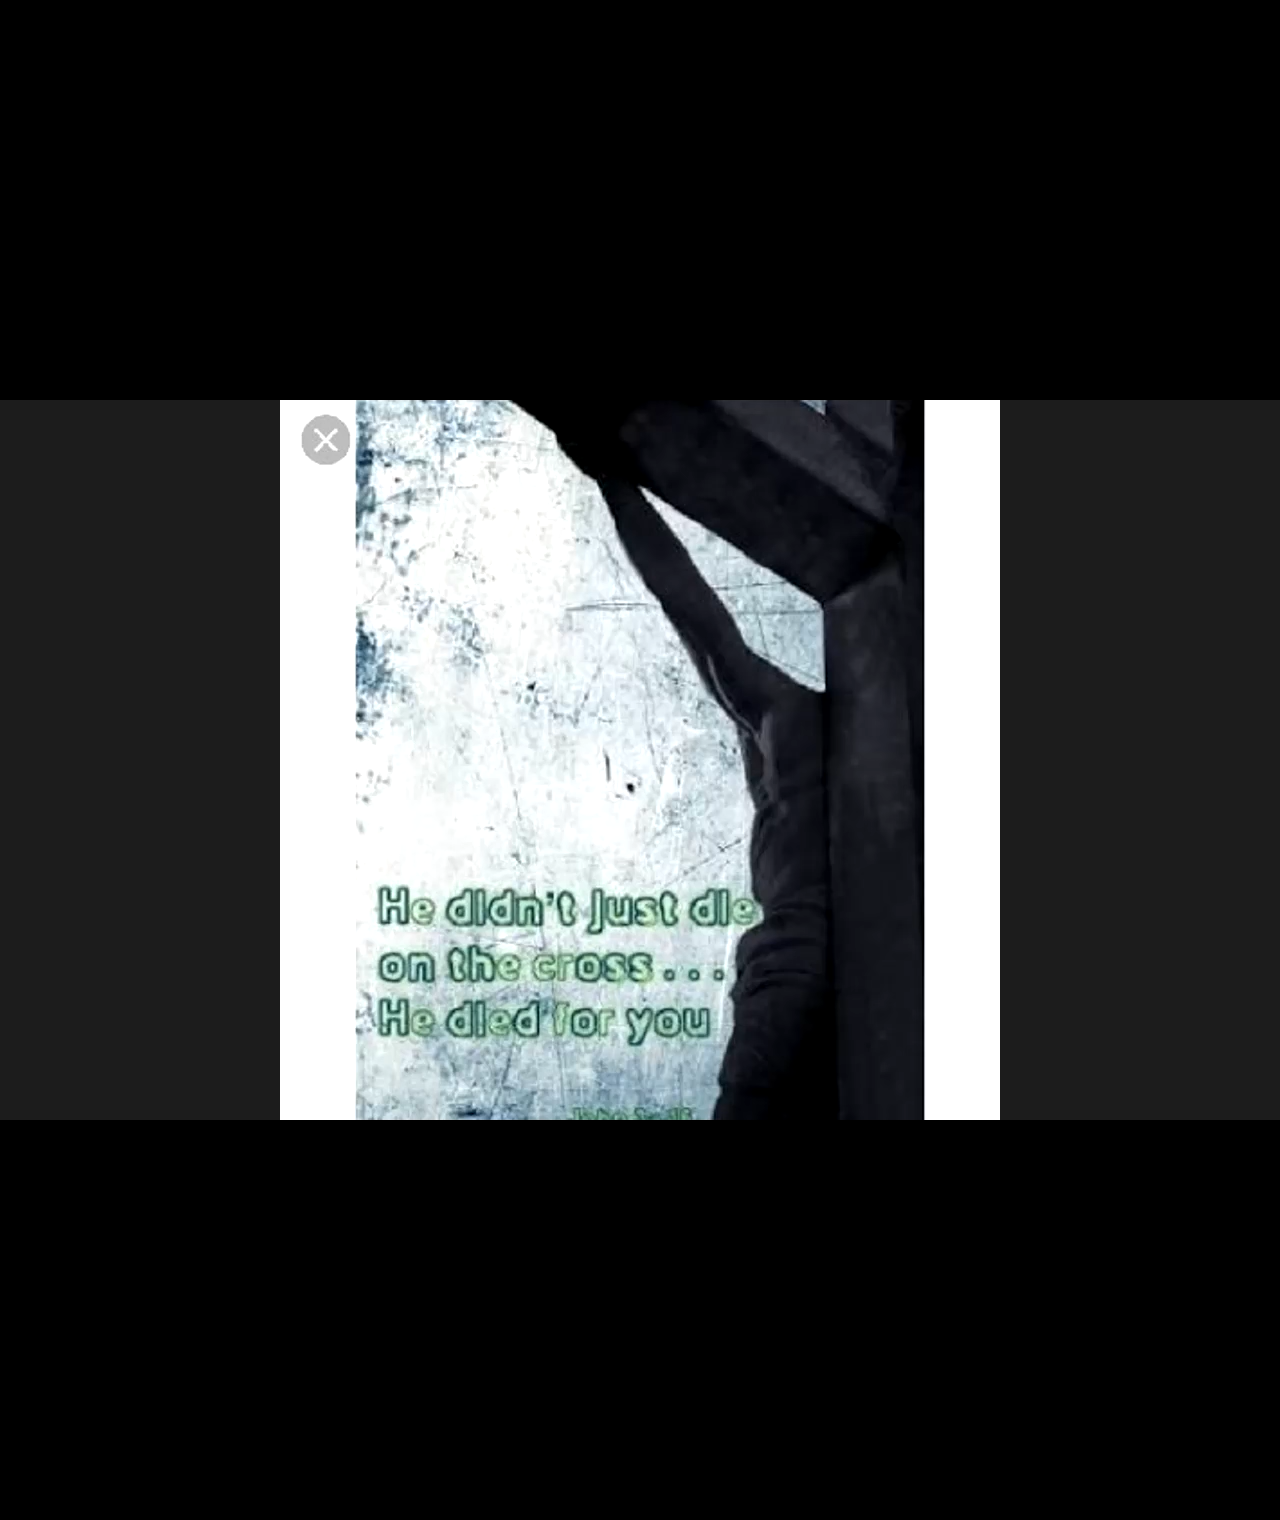 He didn't just die
on the cross . . .
He died for you